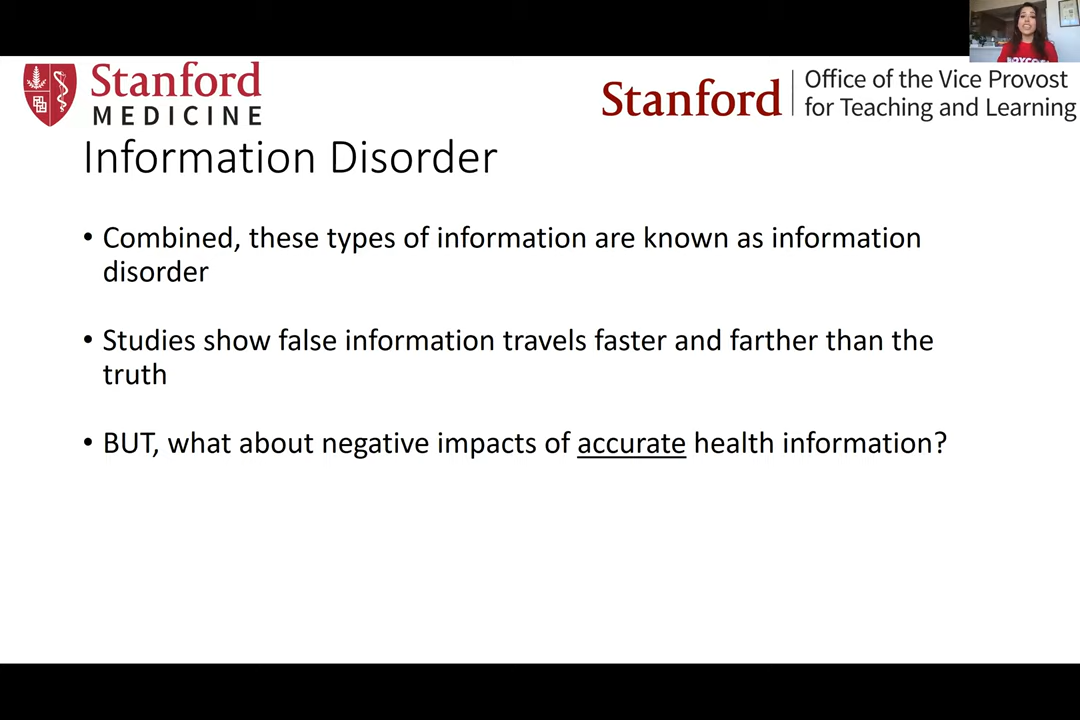 Stanford
MEDICINE
Stanford
Office of the Vice Provost
for Teaching and Learning
Information Disorder
• Combined, these types of information are known as information
disorder
• Studies show false information travels faster and farther than the
truth
• BUT, what about negative impacts of accurate health information?